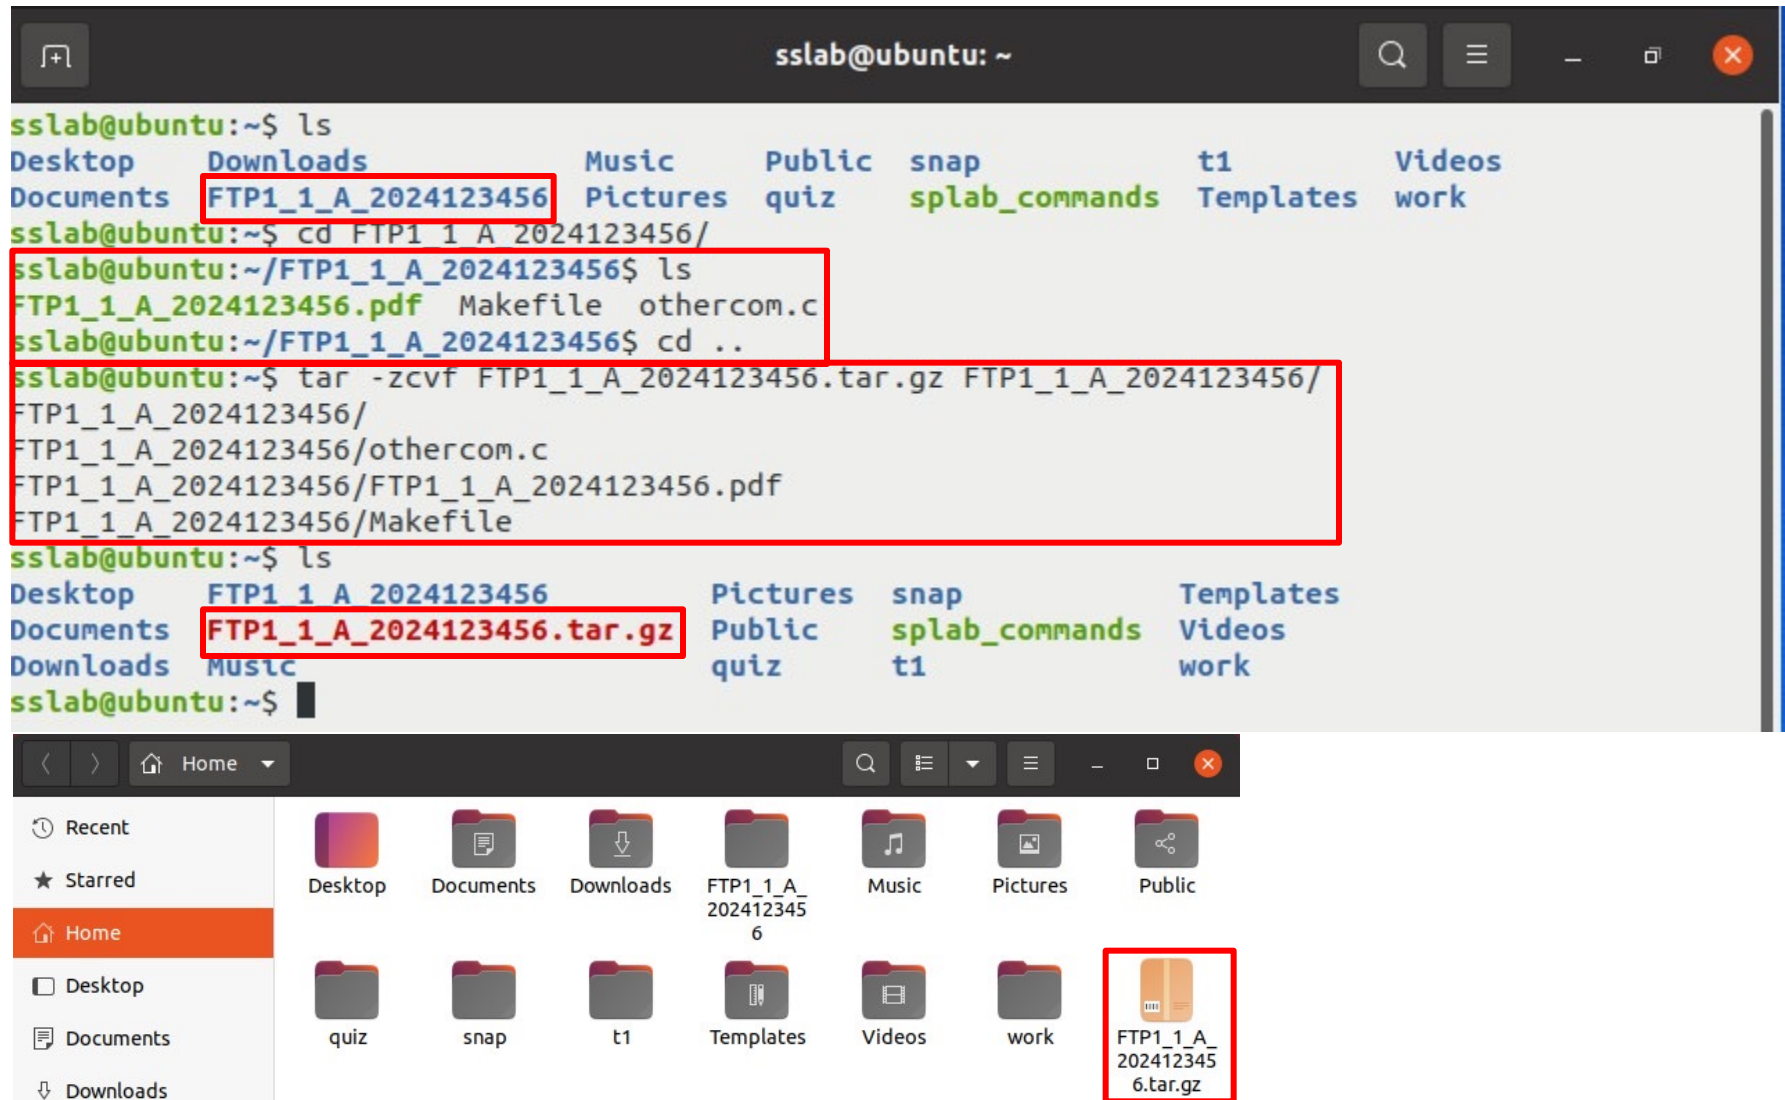 sslab@ubuntu: ~
sslab@ubuntu:~$ ls
Desktop Downloads Music Public snap t1 Videos
Documents FTP1_1_A_2024123456 Pictures quiz splab_commands Templates work
sslab@ubuntu:~$ cd FTP1_1_A_2024123456/
sslab@ubuntu:~/FTP1_1_A_2024123456$ ls
FTP1_1_A_2024123456.pdf Makefile othercom.c
sslab@ubuntu:~/FTP1_1_A_2024123456$ cd ..
sslab@ubuntu:~$ tar -zcvf FTP1_1_A_2024123456.tar.gz FTP1_1_A_2024123456/
FTP1_1_A_2024123456/
FTP1_1_A_2024123456/othercom.c
FTP1_1_A_2024123456/FTP1_1_A_2024123456.pdf
FTP1_1_A_2024123456/Makefile
sslab@ubuntu:~$ ls
Desktop FTP1_1_A_2024123456 Pictures snap Templates
Documents FTP1_1_A_2024123456.tar.gz Public splab_commands Videos
Downloads Music quiz t1 work
sslab@ubuntu:~$
Home
Recent
Starred
Home
Desktop
Documents
Downloads
Desktop Documents Downloads FTP1_1_A_ Music Pictures Public
202412345
6
quiz snap t1 Templates Videos work FTP1_1_A_
202412345
6.tar.gz